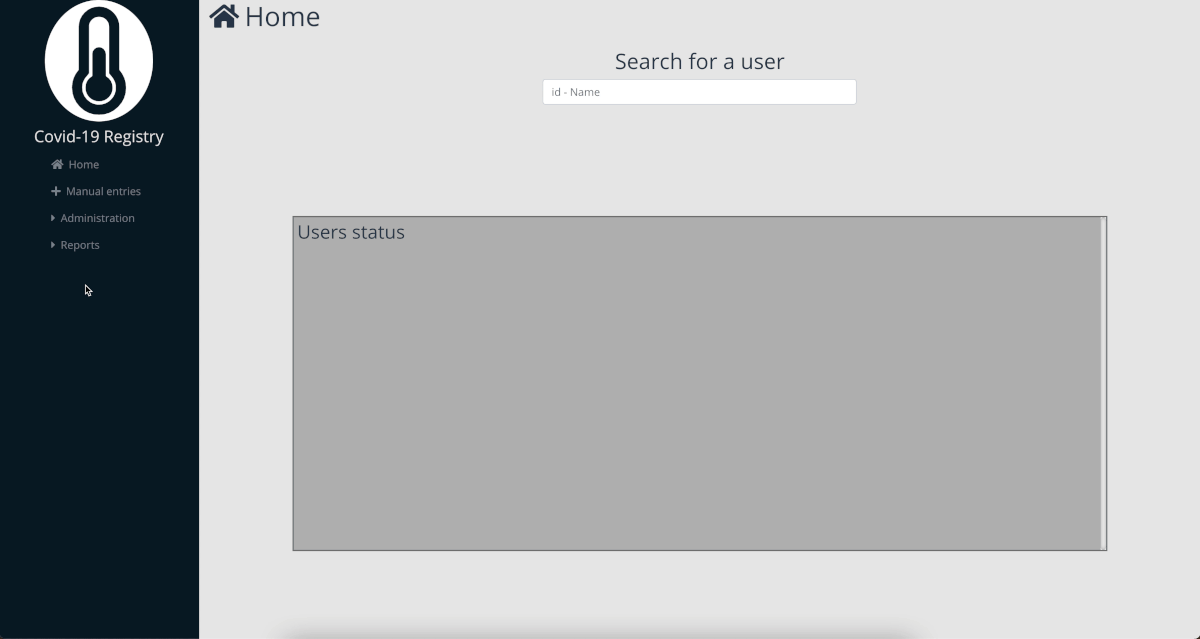 Covid-19 Registry
Home
Manual entries
Administration
Reports
Home
Search for a user
id - Name
Users status